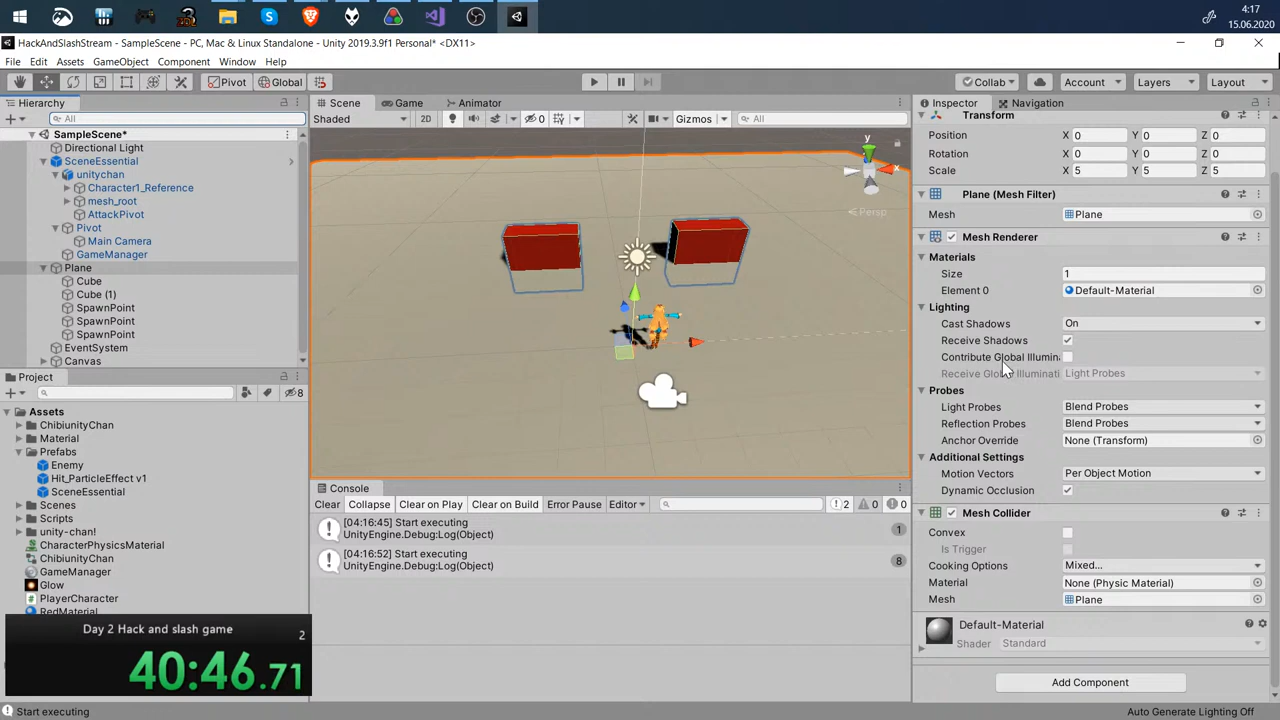 4:17
15.06.2020
HackAndSlashStream - SampleScene - PC, Mac & Linux Standalone - Unity 2019.3.9f1 Personal* <DX11>
File Edit Assets GameObject Component Window Help
Pivot Global Collab Account Layers Layout
Hierarchy
All
SampleScene*
Directional Light
SceneEssential
unitychan
Character1_Reference
mesh_root
AttackPivot
Pivot
Main Camera
GameManager
Plane
Cube
Cube (1)
SpawnPoint
SpawnPoint
SpawnPoint
EventSystem
Canvas
Project
8
Assets
ChibiunityChan
Material
Prefabs
Enemy
Hit_ParticleEffect v1
SceneEssential
Scenes
Scripts
unity-chan!
CharacterPhysicsMaterial
ChibiunityChan
GameManager
Glow
PlayerCharacter
RedMaterial
Day 2 Hack and slash game
2
40:46.71
Start executing
Scene Game Animator
Shaded 2D 0 Gizmos All
y
x
Persp
Console
Clear Collapse Clear on Play Clear on Build Error Pause Editor 2 0 0
[04:16:45] Start executing
UnityEngine.Debug:Log(Object)
1
[04:16:52] Start executing
UnityEngine.Debug:Log(Object)
8
Inspector Navigation
Transform
Position X 0 Y 0 Z 0
Rotation X 0 Y 0 Z 0
Scale X 5 Y 5 Z 5
Plane (Mesh Filter)
Mesh Plane
Mesh Renderer
Materials
Size 1
Element 0 Default-Material
Lighting
Cast Shadows On
Receive Shadows
Contribute Global Illumin
Receive Global Illuminati Light Probes
Probes
Light Probes Blend Probes
Reflection Probes Blend Probes
Anchor Override None (Transform)
Additional Settings
Motion Vectors Per Object Motion
Dynamic Occlusion
Mesh Collider
Convex
Is Trigger
Cooking Options Mixed...
Material None (Physic Material)
Mesh Plane
Default-Material
Shader Standard
Add Component
Auto Generate Lighting Off